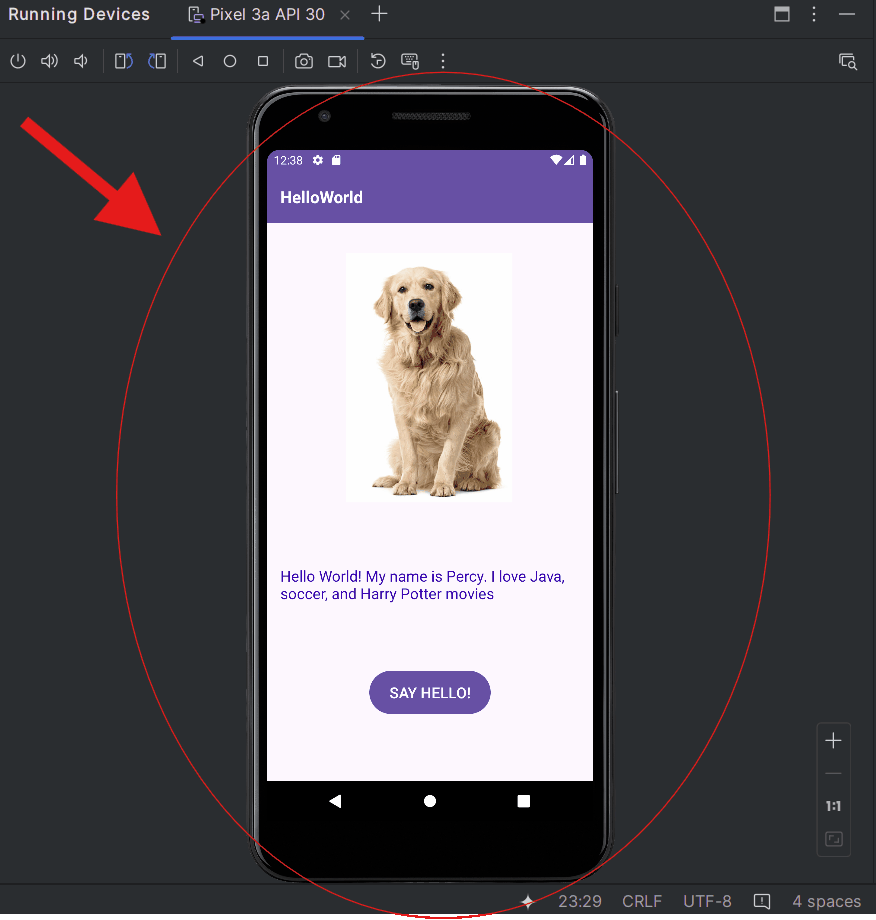 Running Devices
Pixel 3a API 30
12:38
HelloWorld
Hello World! My name is Percy. I love Java,
soccer, and Harry Potter movies
SAY HELLO!
1:1
23:29 CRLF UTF-8 4 spaces